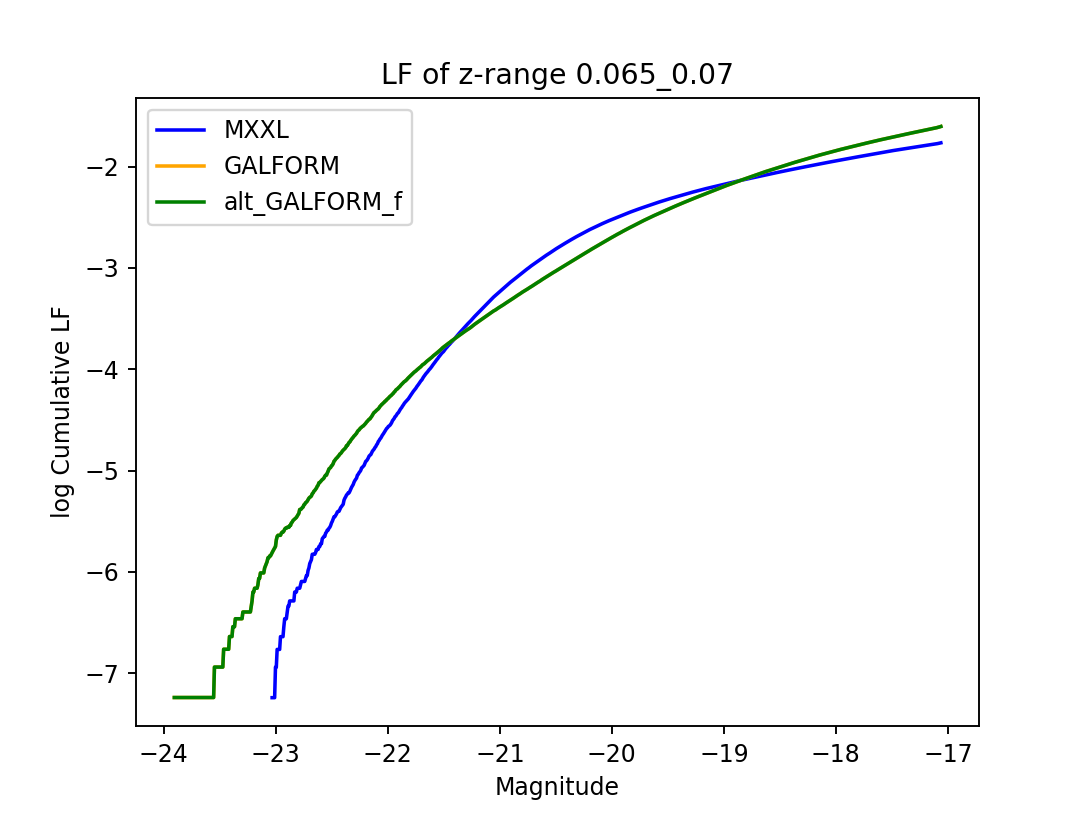 LF of z-range 0.065_0.07
MXXL
GALFORM
alt_GALFORM_f
log Cumulative LF
−2
−3
−4
−5
−6
−7
−24
−23
−22
−21
−20
−19
−18
−17
Magnitude